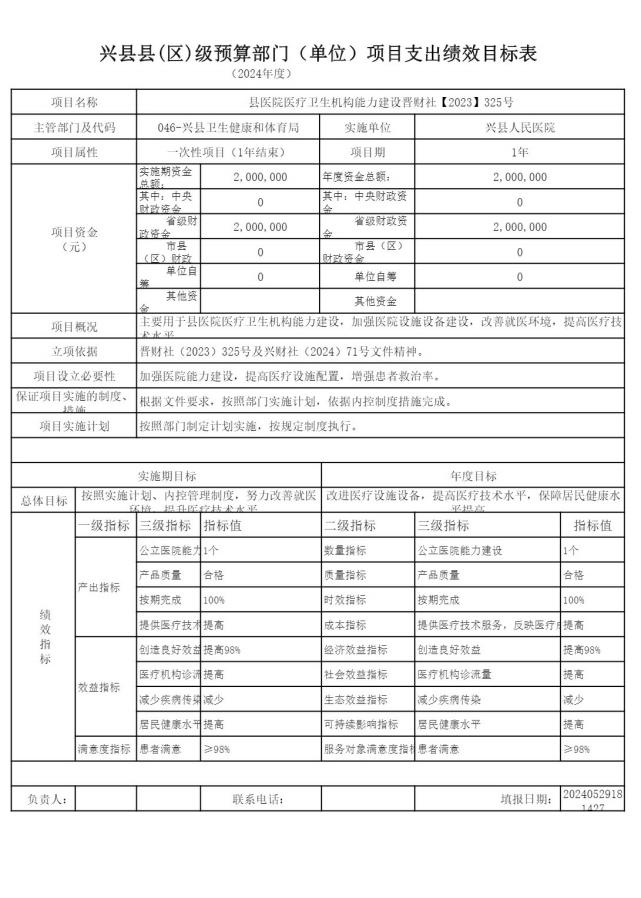 兴县县(区)级预算部门（单位）项目支出绩效目标表
（2024年度）
项目名称 县医院医疗卫生机构能力建设晋财社【2023】325号
主管部门及代码 046-兴县卫生健康和体育局 实施单位 兴县人民医院
项目属性 一次性项目（1年结束） 项目期 1年
项目资金（元） 实施期资金总额： 2,000,000 年度资金总额： 2,000,000
其中：中央财政资金 0 其中：中央财政资金 0
省级财政资金 2,000,000 省级财政资金 2,000,000
市县（区）财政 0 市县（区）财政资金 0
单位自筹 0 单位自筹 0
其他资金 其他资金
项目概况 主要用于县医院医疗卫生机构能力建设，加强医院设施设备建设，改善就医环境，提高医疗技术水平
立项依据 晋财社（2023）325号及兴财社（2024）71号文件精神。
项目设立必要性 加强医院能力建设，提高医疗设施配置，增强患者救治率。
保证项目实施的制度、措施 根据文件要求，按照部门实施计划，依据内控制度措施完成。
项目实施计划 按照部门制定计划实施，按规定制度执行。
实施期目标 年度目标
总体目标 按照实施计划、内控管理制度，努力改善就医环境，提升医疗技术水平 改进医疗设施设备，提高医疗技术水平，保障居民健康水平提高
绩效指标 一级指标 三级指标 指标值 二级指标 三级指标 指标值
产出指标 公立医院能力 1个 数量指标 公立医院能力建设 1个
产品质量 合格 质量指标 产品质量 合格
按期完成 100% 时效指标 按期完成 100%
提供医疗技术 提高 成本指标 提供医疗技术服务，反映医疗 提高
效益指标 创造良好效益 提高98% 经济效益指标 创造良好效益 提高98%
医疗机构诊流 提高 社会效益指标 医疗机构诊流量 提高
减少疾病传染 减少 生态效益指标 减少疾病传染 减少
居民健康水平 提高 可持续影响指标 居民健康水平 提高
满意度指标 患者满意 ≥98% 服务对象满意度指标 患者满意 ≥98%
负责人： 联系电话： 填报日期： 20240529181427